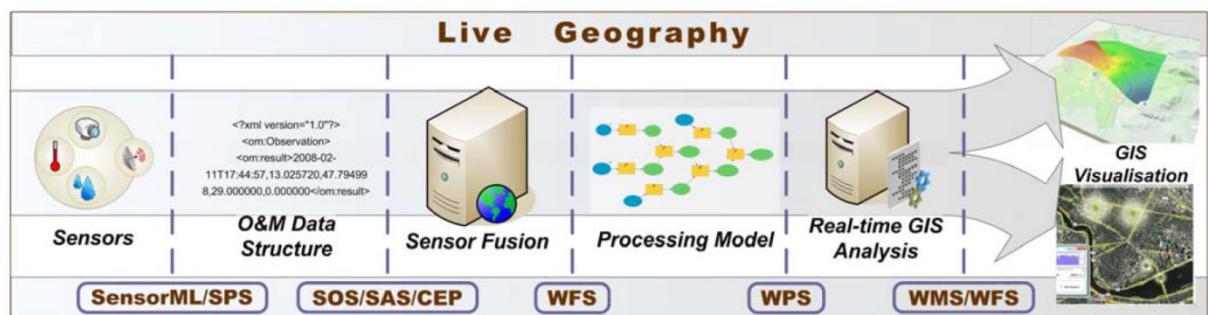 Live Geography
<?xml version="1.0"?>
<om:Observation>
<om:result>2008-02-
11T17:44:57,13.025720,47.79499
8,29.000000,0.000000</om:result>
Sensors
O&M Data
Structure
Sensor Fusion
Processing Model
Real-time GIS
Analysis
GIS
Visualisation
SensorML/SPS
SOS/SAS/CEP
WFS
WPS
WMS/WFS